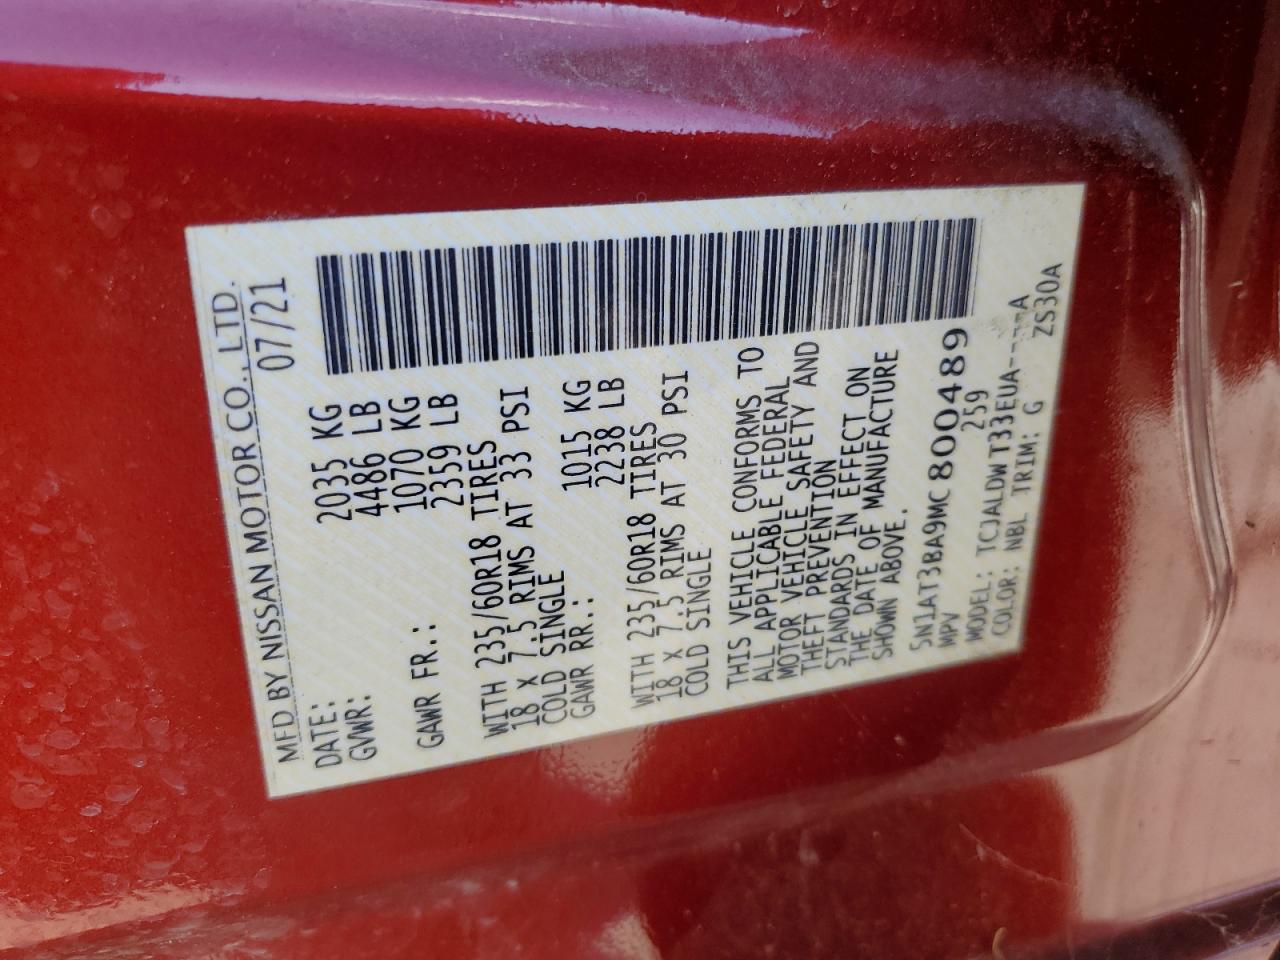 MFD BY NISSAN MOTOR CO., LTD.
DATE: 07/21
GVWR: 2035 KG
4486 LB
GAWR FR.: 1070 KG
2359 LB
WITH 235/60R18 TIRES
18 X 7.5 RIMS AT 33 PSI
COLD SINGLE
GAWR RR.: 1015 KG
2238 LB
WITH 235/60R18 TIRES
18 X 7.5 RIMS AT 30 PSI
COLD SINGLE
THIS VEHICLE CONFORMS TO
ALL APPLICABLE FEDERAL
MOTOR VEHICLE SAFETY AND
THEFT PREVENTION
STANDARDS IN EFFECT ON
THE DATE OF MANUFACTURE
SHOWN ABOVE.
5N1AT3BA9MC800489
MPV 259
MODEL: TCJALDWT33EUA-----A
COLOR: NBL TRIM: G ZS30A